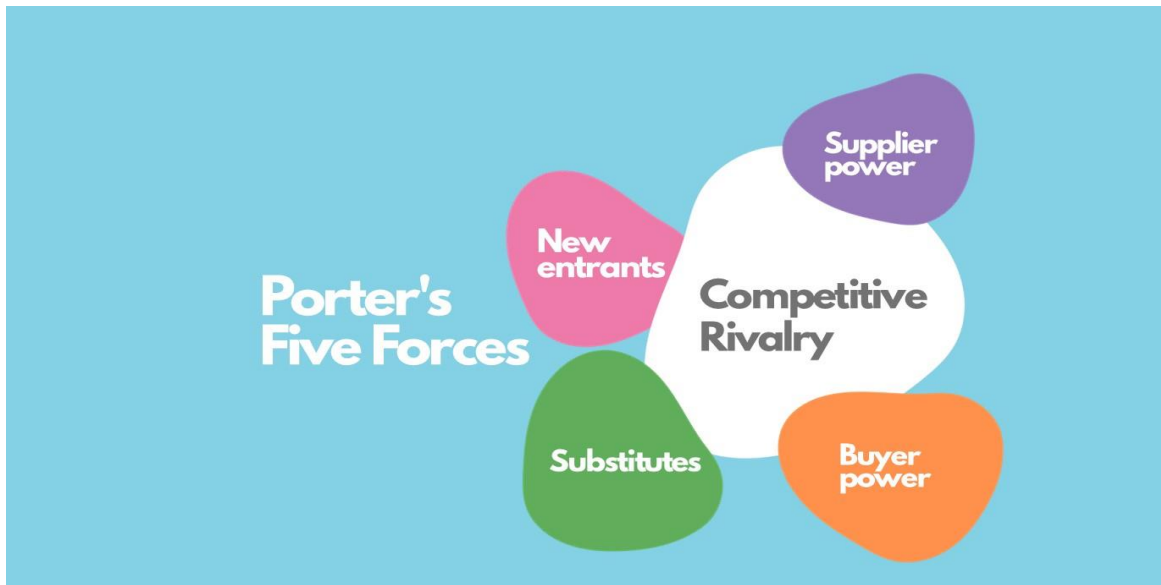 Porter's
Five Forces
New
entrants
Supplier
power
Competitive
Rivalry
Substitutes
Buyer
power